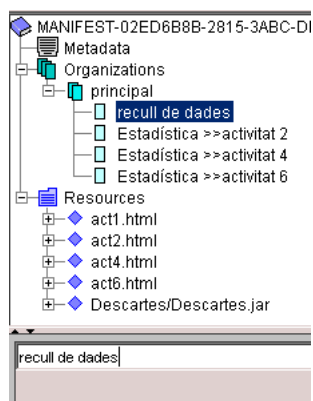 MANIFEST-02ED6B8B-2815-3ABC-D
Metadata
Organizations
principal
recull de dades
Estadística >>activitat 2
Estadística >>activitat 4
Estadística >>activitat 6
Resources
act1.html
act2.html
act4.html
act6.html
Descartes/Descartes.jar
recull de dades